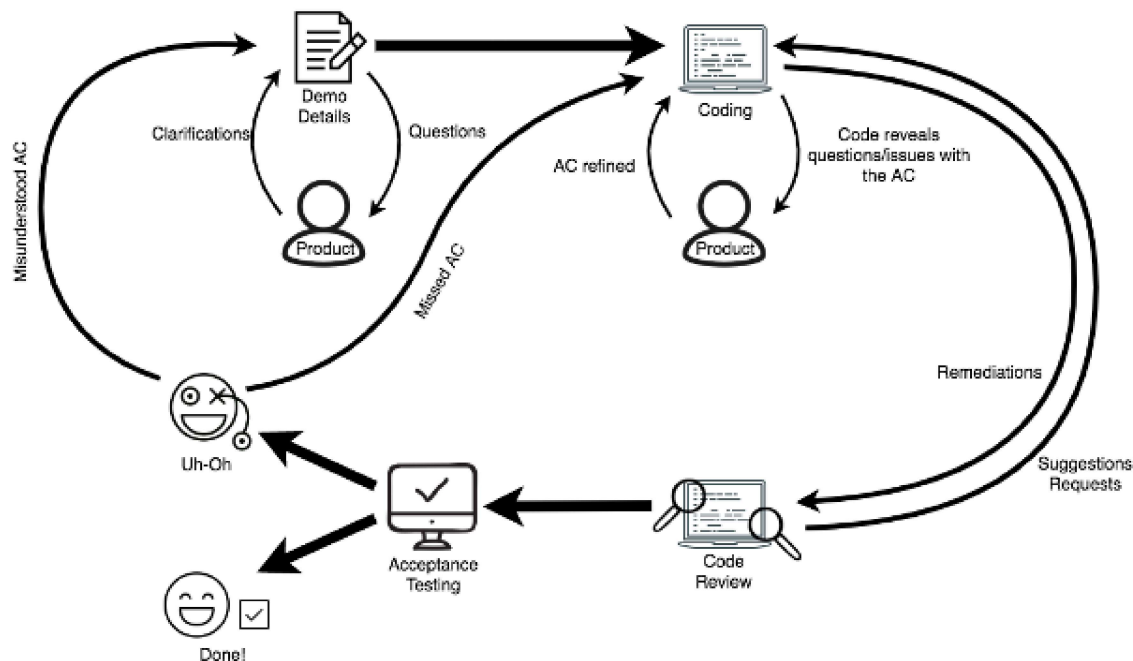 Demo
Details
Coding
Clarifications
Questions
AC refined
Code reveals
questions/issues with
the AC
Product
Product
Misunderstood AC
Missed AC
Remediations
Suggestions
Requests
Uh-Oh
Acceptance
Testing
Code
Review
Done!